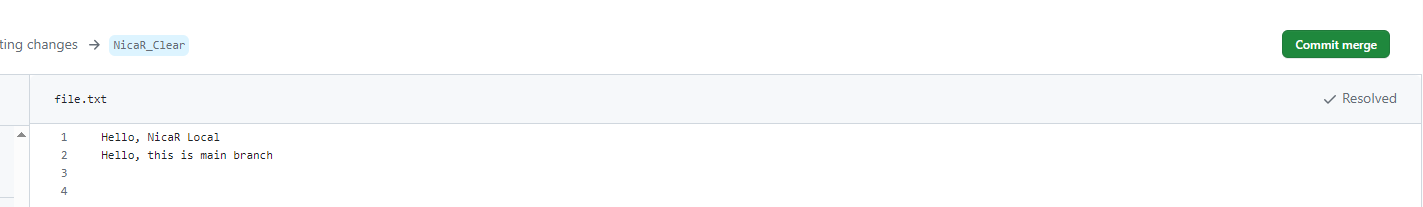 ting changes → NicaR_Clear
Commit merge
file.txt
Resolved
1 Hello, NicaR Local
2 Hello, this is main branch
3
4